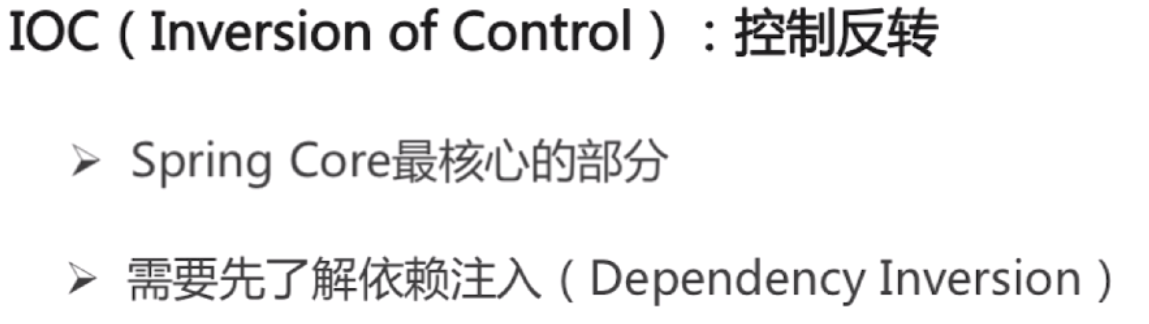 IOC（Inversion of Control）：控制反转
➢ Spring Core最核心的部分
➢ 需要先了解依赖注入（Dependency Inversion）